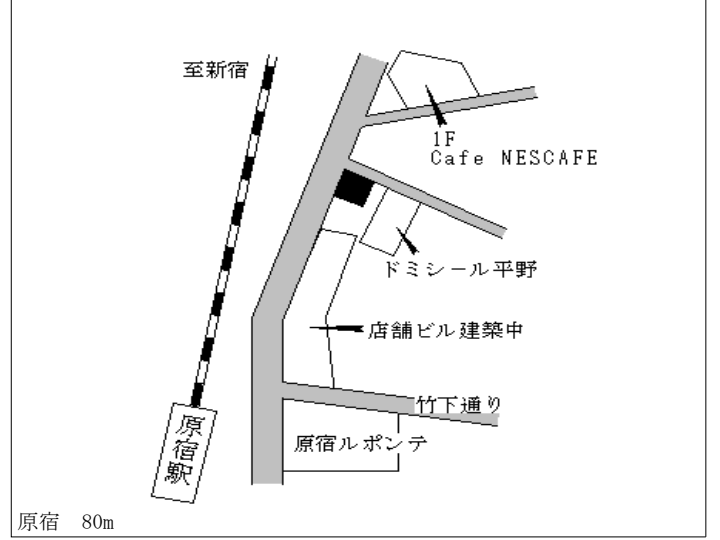 至新宿
1F
Cafe NESCAFE
ドミシール平野
店舗ビル建築中
竹下通り
原宿ルポンテ
原宿駅
原宿 80m